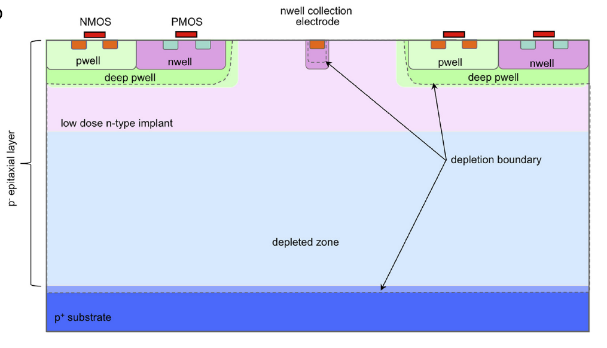 NMOS
PMOS
nwell collection
electrode
pwell
nwell
deep pwell
pwell
nwell
deep pwell
low dose n-type implant
p- epitaxial layer
depletion boundary
depleted zone
p+ substrate